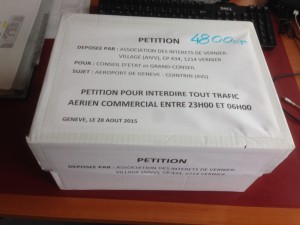 PETITION 4800
DEPOSEE PAR : ASSOCIATION DES INTERETS DE VERNIER-
VILLAGE (AIVV), CP 434, 1214 VERNIER
POUR : CONSEIL D'ETAT et GRAND-CONSEIL
SUJET : AEROPORT DE GENEVE - COINTRIN (AIG)
PETITION POUR INTERDIRE TOUT TRAFIC
AERIEN COMMERCIAL ENTRE 23H00 ET 06H00
GENEVE, LE 28 AOUT 2015
PETITION
DEPOSEE PAR : ASSOCIATION DES INTERETS DE VERNIER-
VILLAGE (AIVV), CP 434, 1214 VERNIER